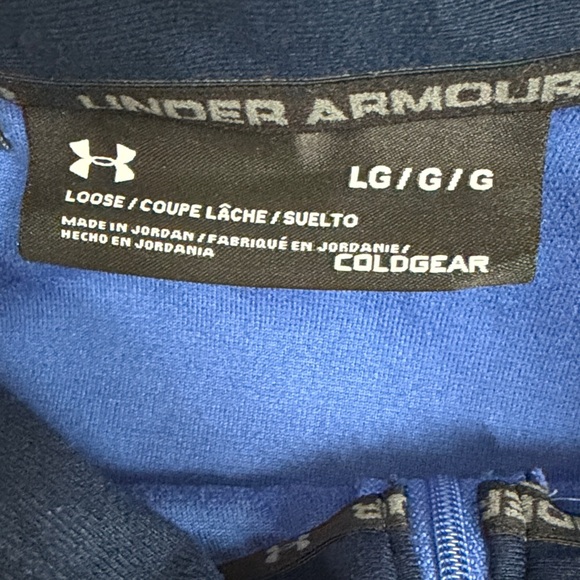 UNDER ARMOUR
LG/G/G
LOOSE/COUPE LÂCHE/SUELTO
MADE IN JORDAN/FABRIQUÉ EN JORDANIE/
HECHO EN JORDANIA
COLDGEAR